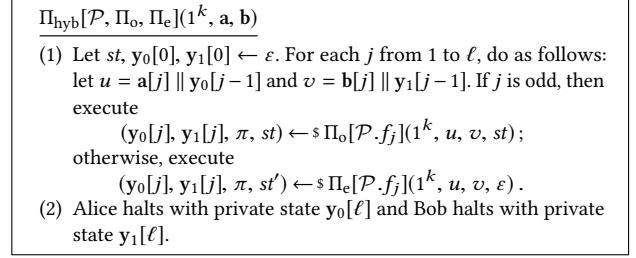 Π_hyb[𝒫, Π_o, Π_e](1^k, a, b)
(1) Let st, y_0[0], y_1[0] ← ε. For each j from 1 to ℓ, do as follows:
let u = a[j] ∥ y_0[j−1] and v = b[j] ∥ y_1[j−1]. If j is odd, then
execute
(y_0[j], y_1[j], π, st) ←$ Π_o[𝒫.f_j](1^k, u, v, st) ;
otherwise, execute
(y_0[j], y_1[j], π, st′) ←$ Π_e[𝒫.f_j](1^k, u, v, ε) .
(2) Alice halts with private state y_0[ℓ] and Bob halts with private
state y_1[ℓ].